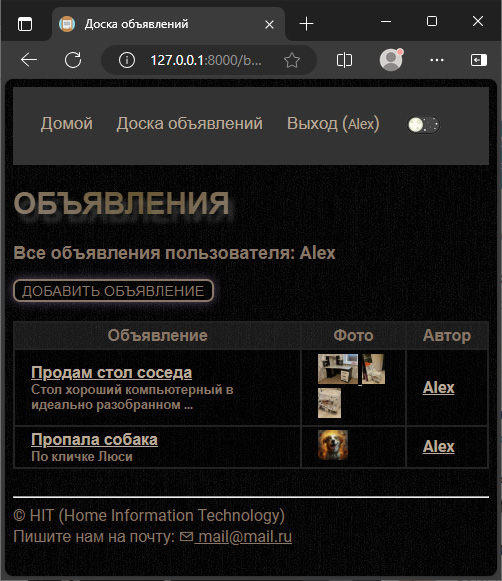 Доска объявлений
127.0.0.1:8000/b...
Домой Доска объявлений Выход (Alex)
ОБЪЯВЛЕНИЯ
Все объявления пользователя: Alex
ДОБАВИТЬ ОБЪЯВЛЕНИЕ
Объявление Фото Автор
Продам стол соседа
Стол хороший компьютерный в
идеально разобранном ...
Alex
Пропала собака
По кличке Люси
Alex
© HIT (Home Information Technology)
Пишите нам на почту: mail@mail.ru